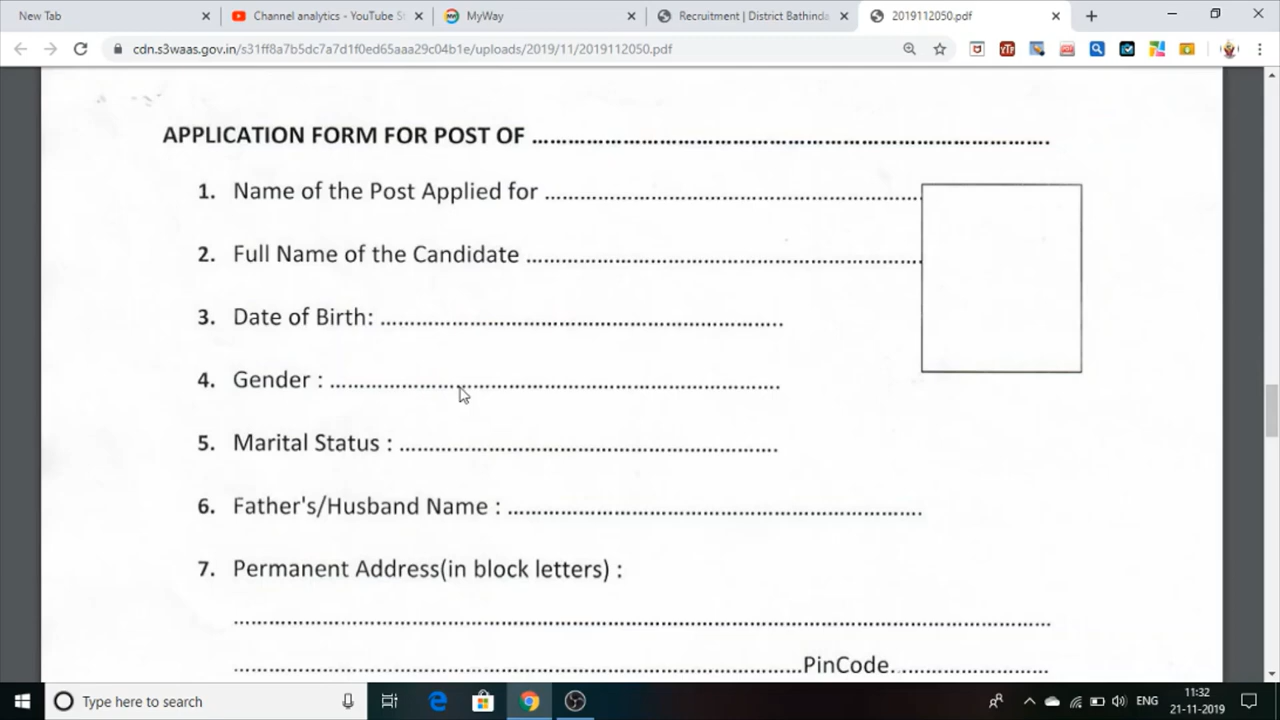 New Tab
Channel analytics - YouTube St
MyWay
Recruitment | District Bathinda
2019112050.pdf
cdn.s3waas.gov.in/s31ff8a7b5dc7a7d1f0ed65aaa29c04b1e/uploads/2019/11/2019112050.pdf
APPLICATION FORM FOR POST OF ............................................................
1. Name of the Post Applied for ............................................................
2. Full Name of the Candidate ............................................................
3. Date of Birth: ............................................................
4. Gender : ............................................................
5. Marital Status : ............................................................
6. Father's/Husband Name : ............................................................
7. Permanent Address(in block letters) :
............................................................
............................................................PinCode...........................
Type here to search
ENG
11:32
21-11-2019